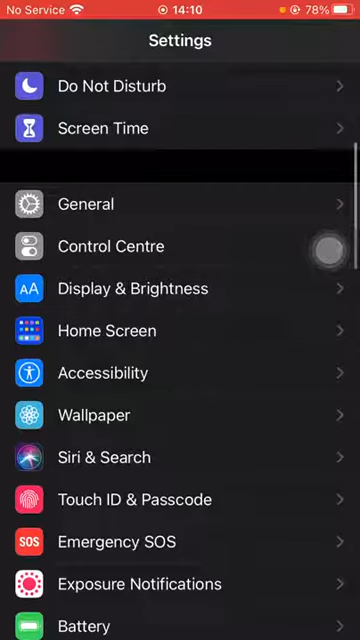 No Service 14:10 78%
Settings
Do Not Disturb
Screen Time
General
Control Centre
AA Display & Brightness
Home Screen
Accessibility
Wallpaper
Siri & Search
Touch ID & Passcode
SOS Emergency SOS
Exposure Notifications
Battery